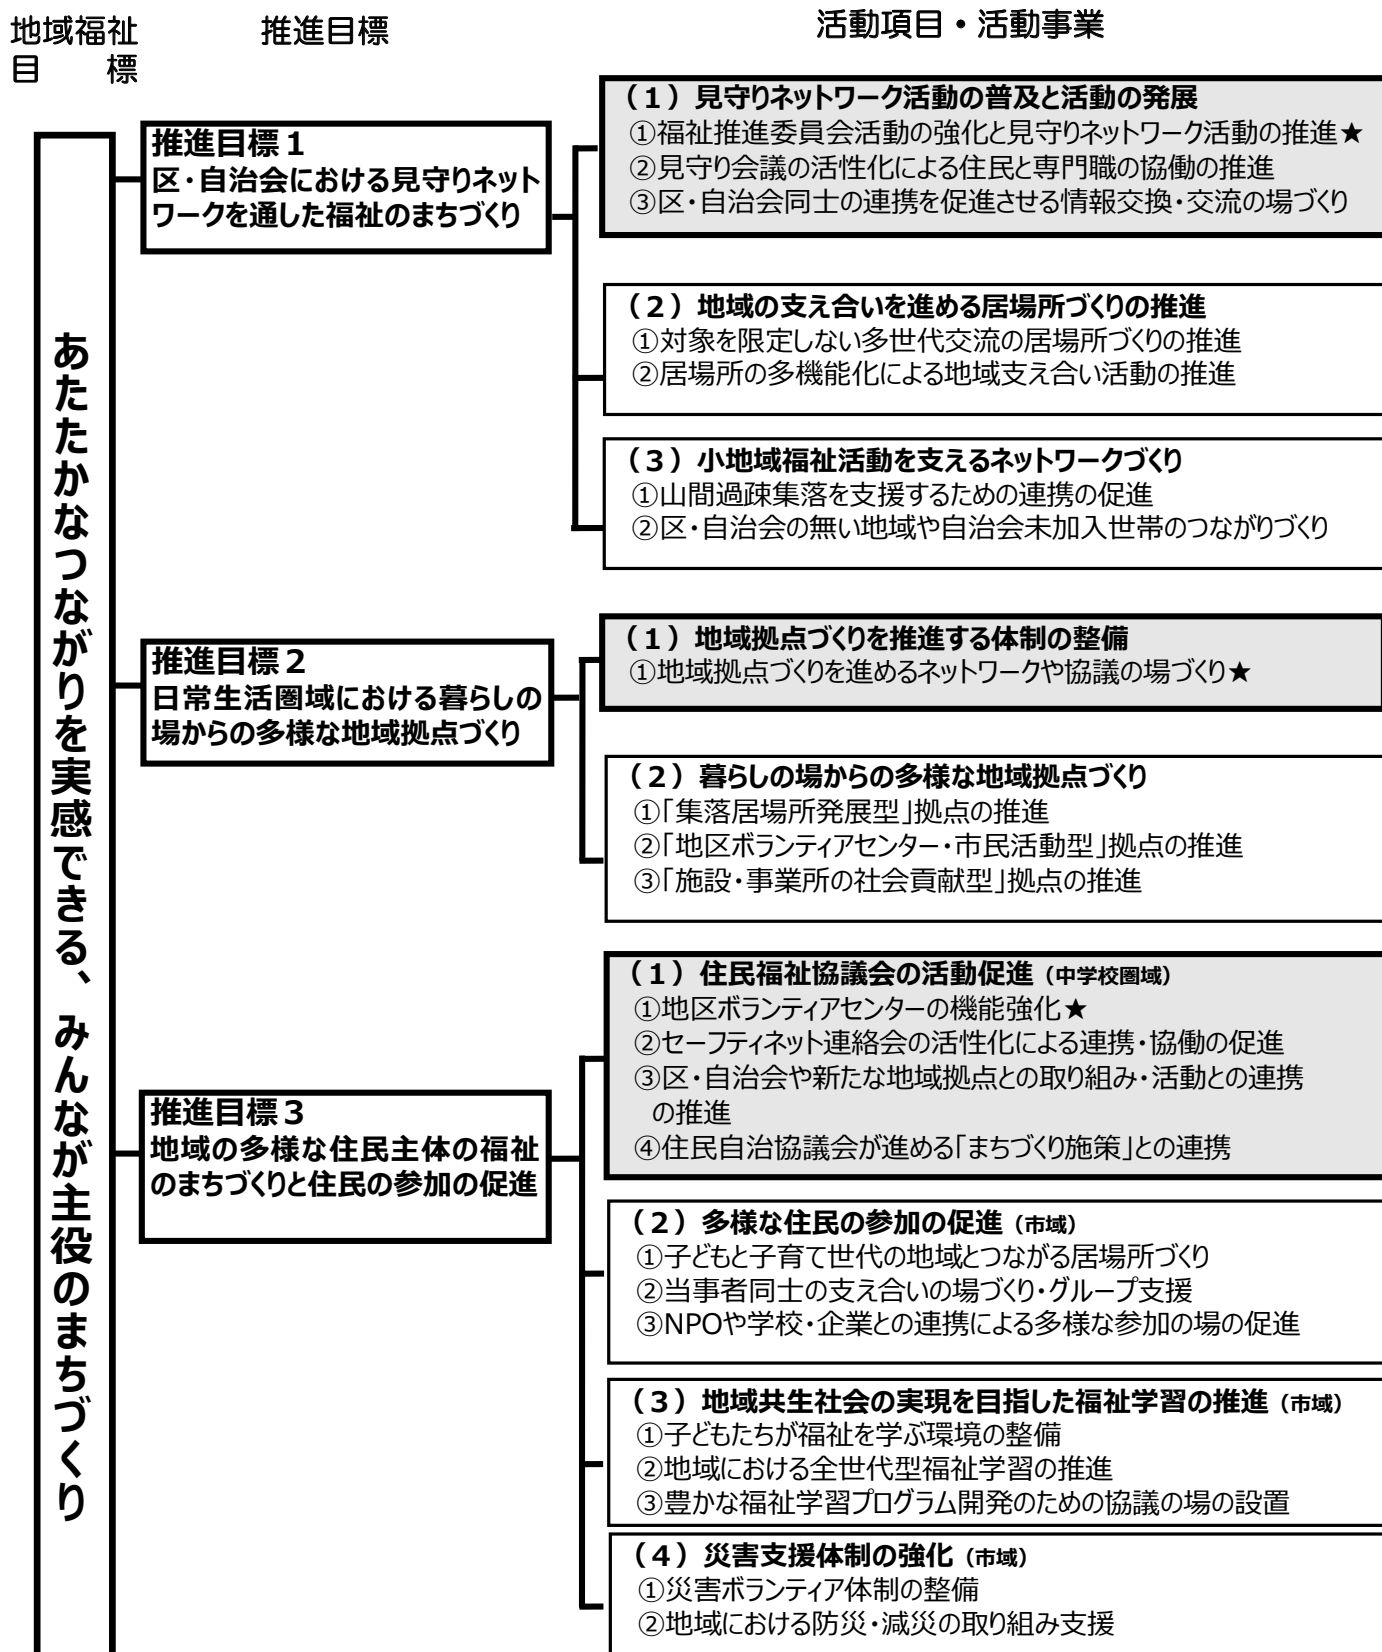 地域福祉
目　標
推進目標
活動項目・活動事業
あたたかなつながりを実感できる、みんなが主役のまちづくり
推進目標１
区・自治会における見守りネット
ワークを通した福祉のまちづくり
（１）見守りネットワーク活動の普及と活動の発展
①福祉推進委員会活動の強化と見守りネットワーク活動の推進★
②見守り会議の活性化による住民と専門職の協働の推進
③区・自治会同士の連携を促進させる情報交換・交流の場づくり
（２）地域の支え合いを進める居場所づくりの推進
①対象を限定しない多世代交流の居場所づくりの推進
②居場所の多機能化による地域支え合い活動の推進
（３）小地域福祉活動を支えるネットワークづくり
①山間過疎集落を支援するための連携の促進
②区・自治会の無い地域や自治会未加入世帯のつながりづくり
推進目標２
日常生活圏域における暮らしの
場からの多様な地域拠点づくり
（１）地域拠点づくりを推進する体制の整備
①地域拠点づくりを進めるネットワークや協議の場づくり★
（２）暮らしの場からの多様な地域拠点づくり
①「集落居場所発展型」拠点の推進
②「地区ボランティアセンター・市民活動型」拠点の推進
③「施設・事業所の社会貢献型」拠点の推進
推進目標３
地域の多様な住民主体の福祉
のまちづくりと住民の参加の促進
（１）住民福祉協議会の活動促進（中学校圏域）
①地区ボランティアセンターの機能強化★
②セーフティネット連絡会の活性化による連携・協働の促進
③区・自治会や新たな地域拠点との取り組み・活動との連携
の推進
④住民自治協議会が進める「まちづくり施策」との連携
（２）多様な住民の参加の促進（市域）
①子どもと子育て世代の地域とつながる居場所づくり
②当事者同士の支え合いの場づくり・グループ支援
③NPOや学校・企業との連携による多様な参加の場の促進
（３）地域共生社会の実現を目指した福祉学習の推進（市域）
①子どもたちが福祉を学ぶ環境の整備
②地域における全世代型福祉学習の推進
③豊かな福祉学習プログラム開発のための協議の場の設置
（４）災害支援体制の強化（市域）
①災害ボランティア体制の整備
②地域における防災・減災の取り組み支援